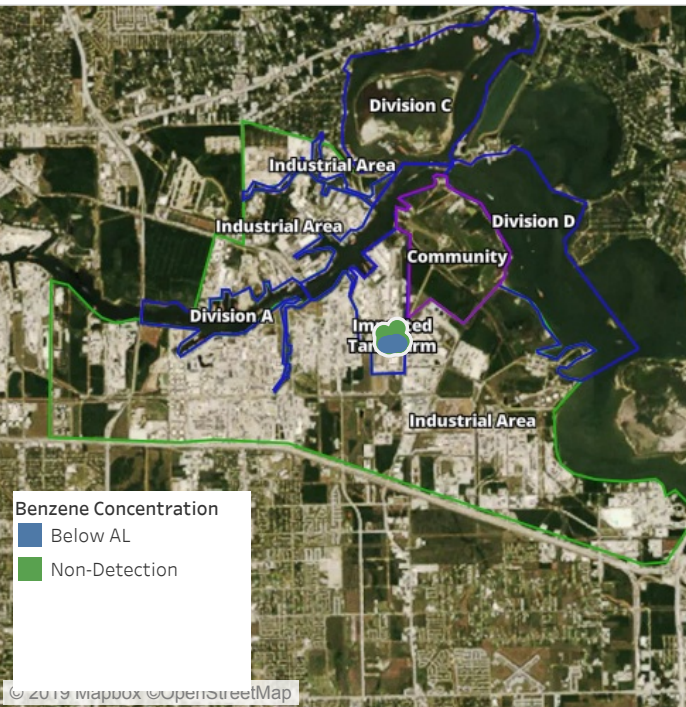 Division C
Industrial Area
Industrial Area
Division D
Community
Division A
Industrial Area
Benzene Concentration
Below AL
Non-Detection
© 2019 Mapbox ©OpenStreetMap